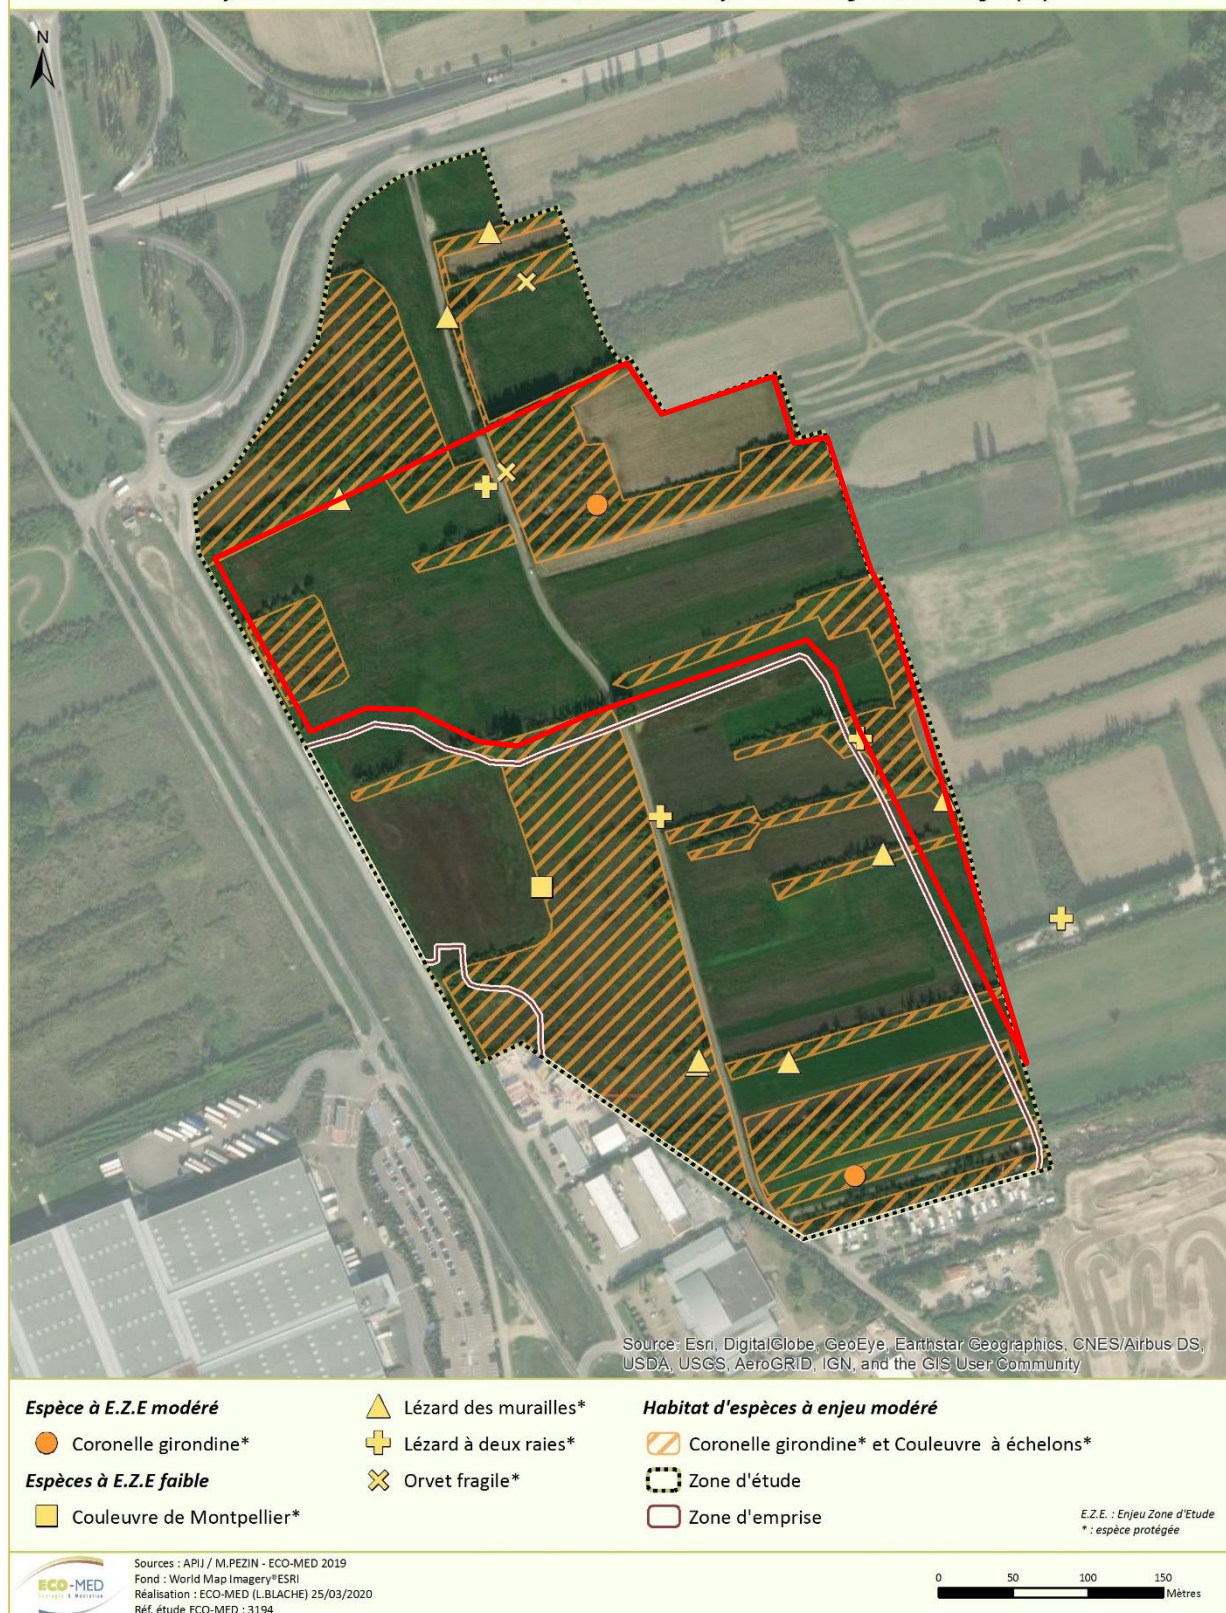 N
Source: Esri, DigitalGlobe, GeoEye, Earthstar Geographics, CNES/Airbus DS,
USDA, USGS, AeroGRID, IGN, and the GIS User Community
Espèce à E.Z.E modéré
Coronelle girondine*
Espèces à E.Z.E faible
Couleuvre de Montpellier*
Lézard des murailles*
Lézard à deux raies*
Orvet fragile*
Habitat d'espèces à enjeu modéré
Coronelle girondine* et Couleuvre à échelons*
Zone d'étude
Zone d'emprise
E.Z.E. : Enjeu Zone d'Etude
* : espèce protégée
ECO-MED
Ecologie & Médiation
Sources : APIJ / M.PEZIN - ECO-MED 2019
Fond : World Map Imagery®ESRI
Réalisation : ECO-MED (L.BLACHE) 25/03/2020
Réf. étude ECO-MED : 3194
0 50 100 150
Mètres